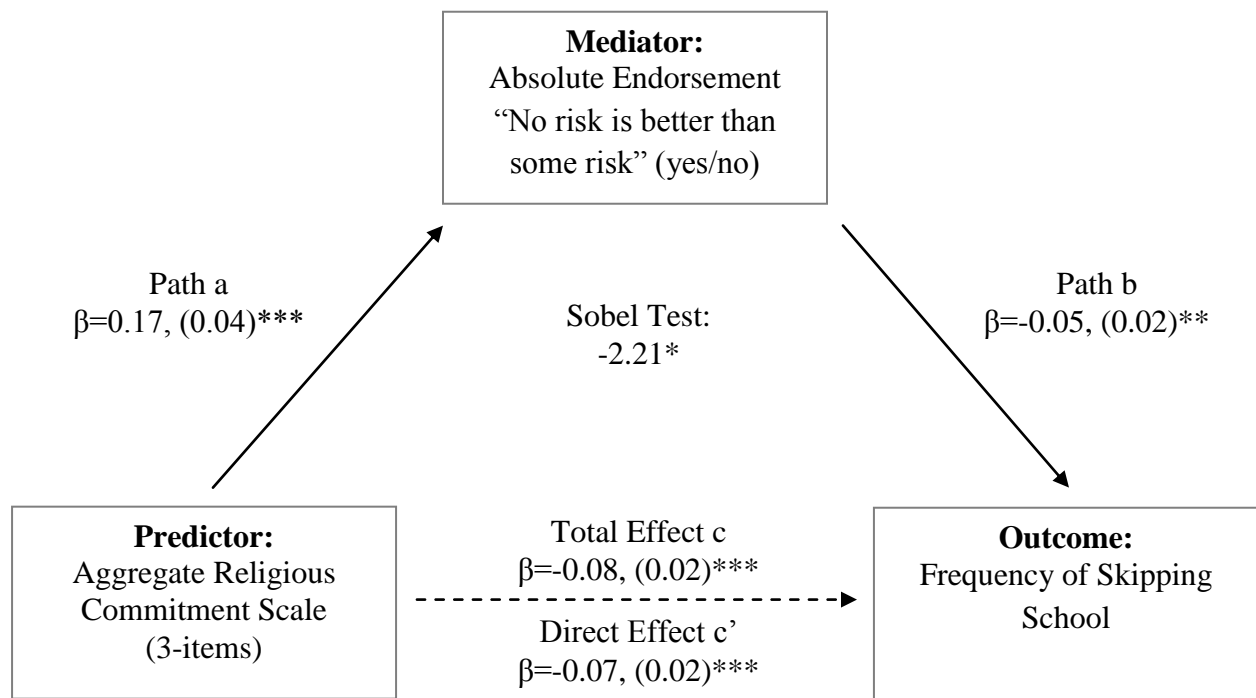 Mediator:
Absolute Endorsement
“No risk is better than
some risk” (yes/no)
Path a
β=0.17, (0.04)***
Sobel Test:
-2.21*
Path b
β=-0.05, (0.02)**
Predictor:
Aggregate Religious
Commitment Scale
(3-items)
Total Effect c
β=-0.08, (0.02)***
Direct Effect c’
β=-0.07, (0.02)***
Outcome:
Frequency of Skipping
School